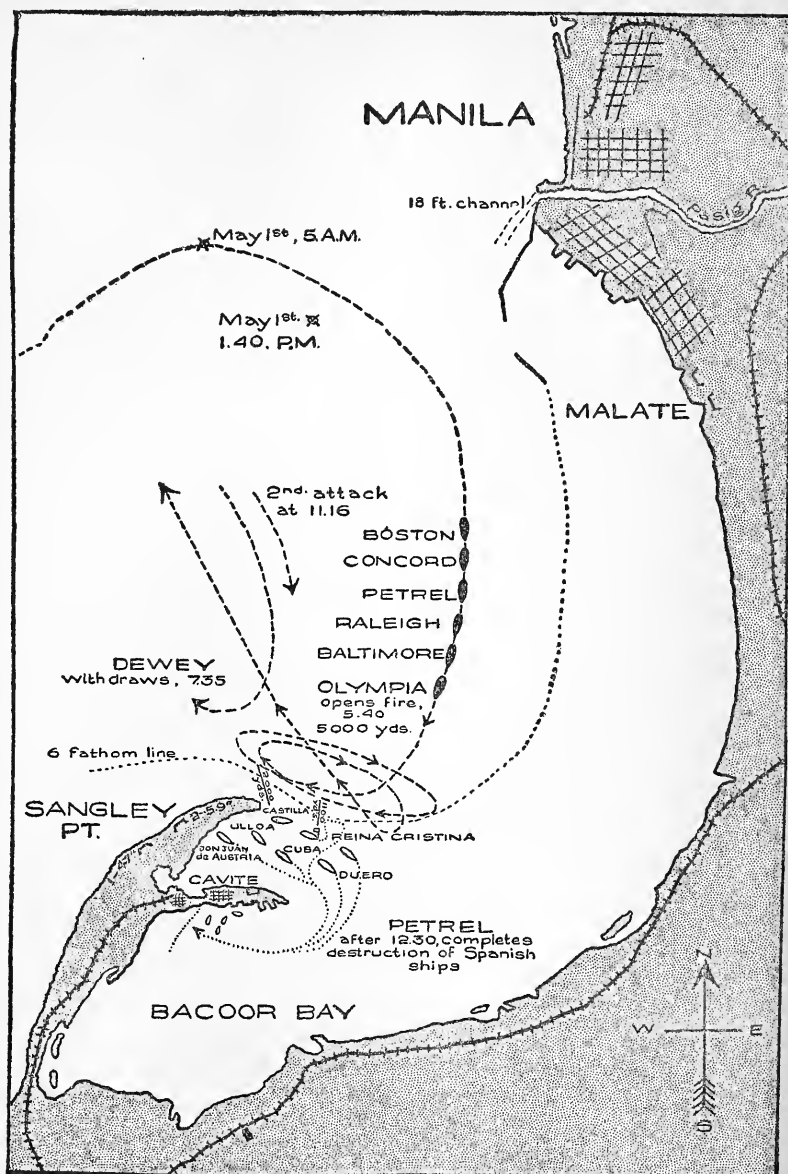 MANILA
18 ft. channel
Pasig R.
May 1st, 5.A.M.
May 1st.
1.40. P.M.
MALATE
2nd. attack
at 11.16
BOSTON
CONCORD
PETREL
RALEIGH
BALTIMORE
OLYMPIA
opens fire,
5.40
5000 yds.
DEWEY
withdraws, 7.35
6 fathom line
SANGLEY
PT.
CASTILLA
ULLOA
REINA CRISTINA
DON JUAN
de AUSTRIA
CUBA
DUERO
CAVITE
PETREL
after 12.30, completes
destruction of Spanish
ships
BACOOR BAY
N
W
E
S